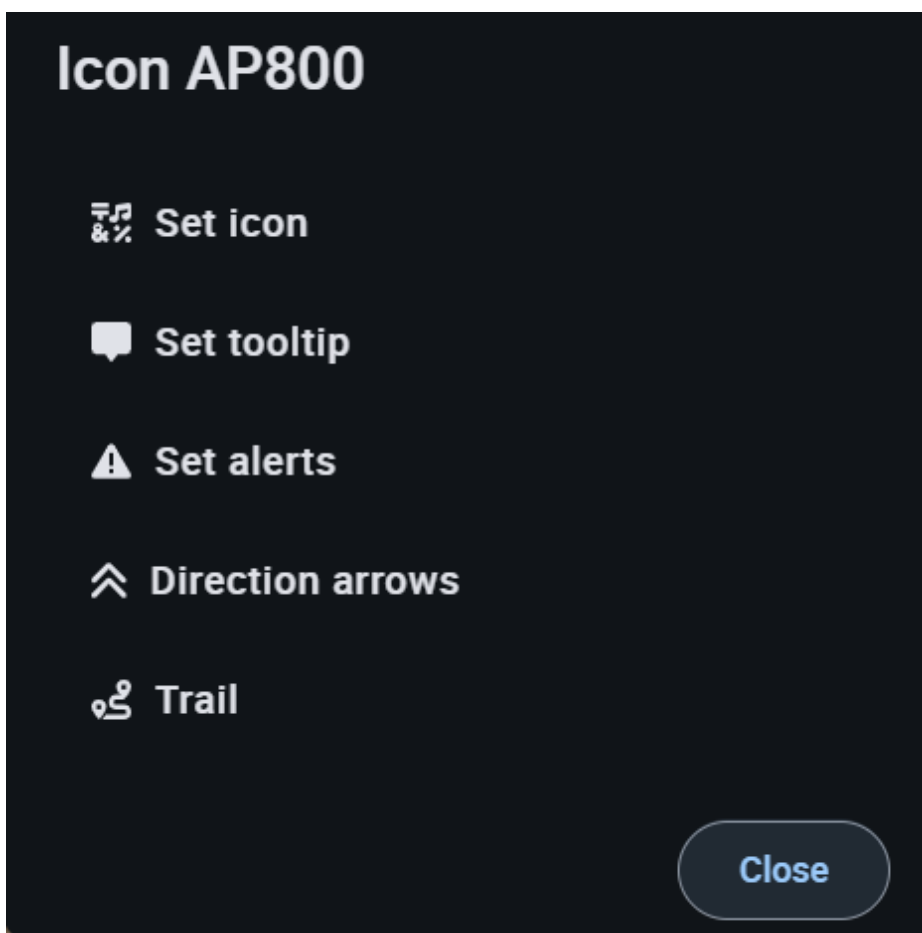 Icon AP800
Set icon
Set tooltip
Set alerts
Direction arrows
Trail
Close